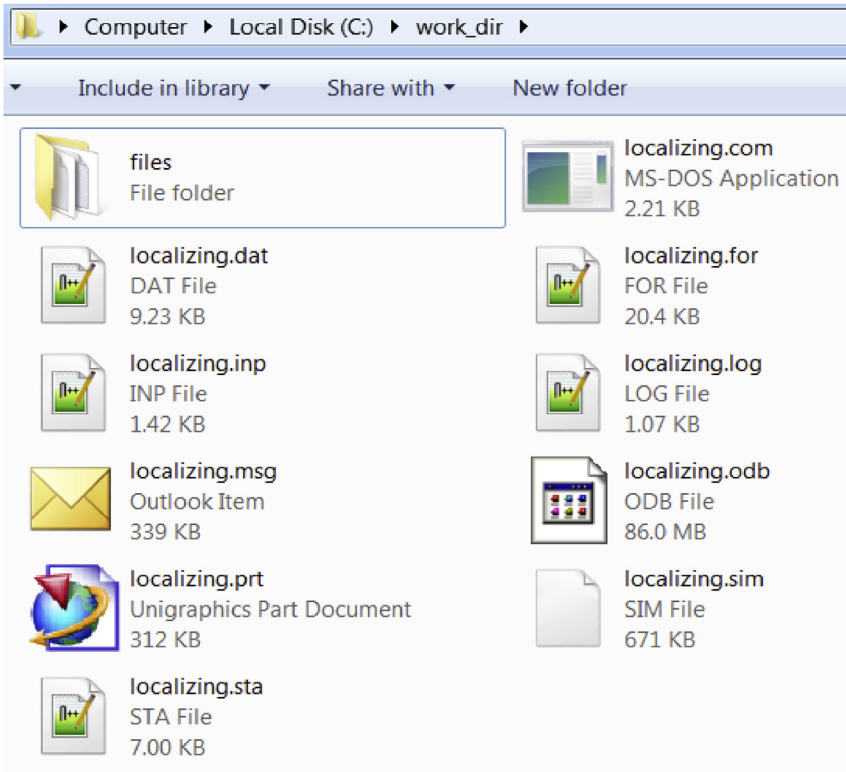 Computer Local Disk (C:) work_dir
Include in library Share with New folder
files
File folder
localizing.com
MS-DOS Application
2.21 KB
localizing.dat
DAT File
9.23 KB
localizing.for
FOR File
20.4 KB
localizing.inp
INP File
1.42 KB
localizing.log
LOG File
1.07 KB
localizing.msg
Outlook Item
339 KB
localizing.odb
ODB File
86.0 MB
localizing.prt
Unigraphics Part Document
312 KB
localizing.sim
SIM File
671 KB
localizing.sta
STA File
7.00 KB